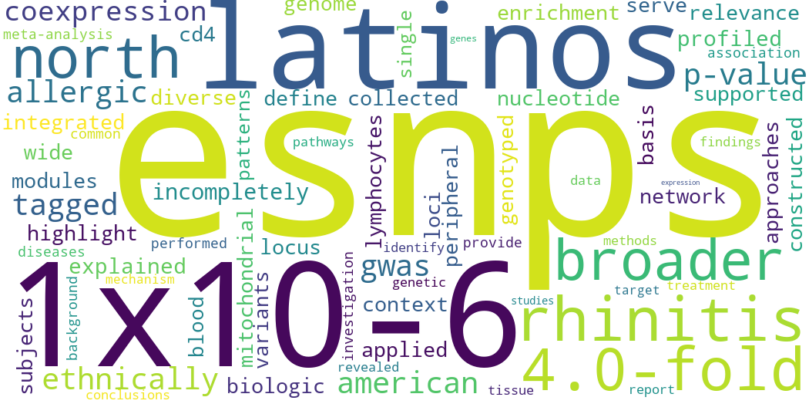 coexpression
genome
serve
relevance
meta-analysis
cd4
latinos
single
genes
enrichment
profiled
association
north
p-value
allergic
diverse
define
collected
nucleotide
supported
integrated
common
patterns
esnps
pathways
lymphocytes
genotyped
basis
findings
approaches
constructed
wide
modules
incompletely
data
expression
tagged
loci
peripheral
network
highlight
performed
locus
identify
provide
methods
diseases
explained
mitochondrial
gwas
broader
mechanism
genetic
target
treatment
1x10-6
subjects
background
blood
variants
investigation
context
studies
rhinitis
applied
ethnically
revealed
4.0-fold
conclusions
biologic
american
tissue
report